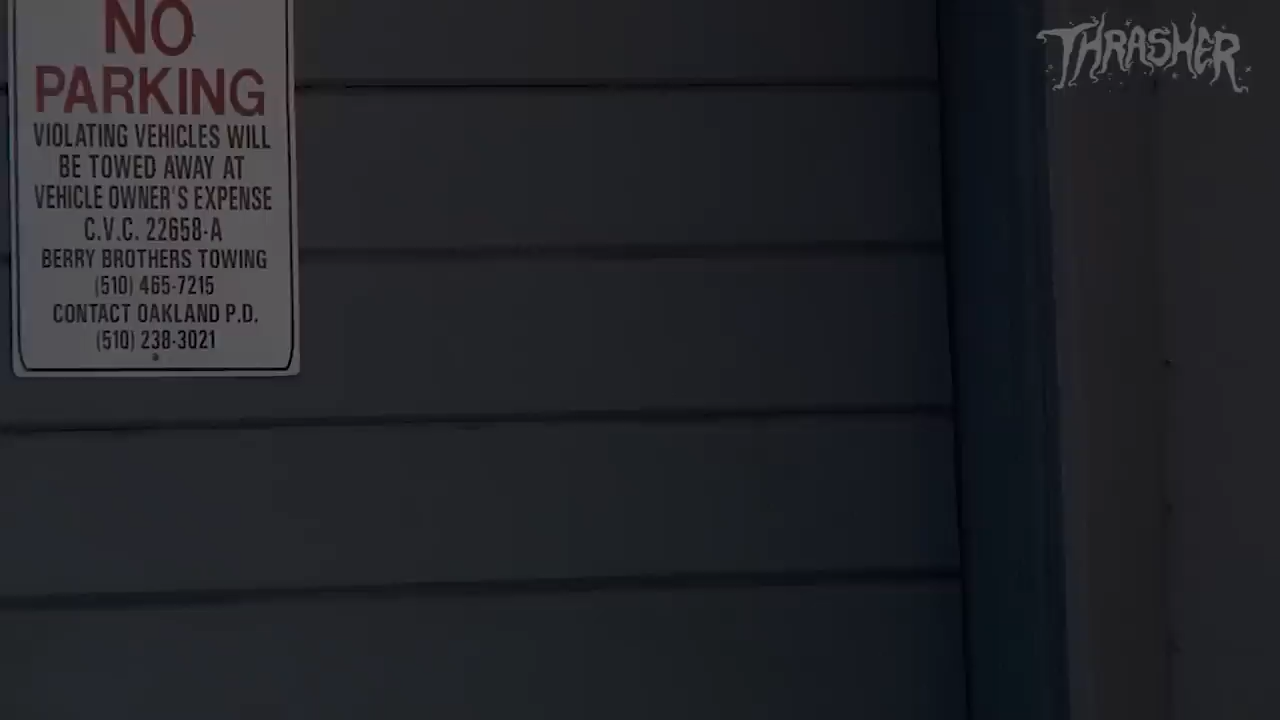 NO
PARKING
VIOLATING VEHICLES WILL
BE TOWED AWAY AT
VEHICLE OWNER'S EXPENSE
C.V.C. 22658-A
BERRY BROTHERS TOWING
(510) 465-7215
CONTACT OAKLAND P.D.
(510) 238-3021
THRASHER